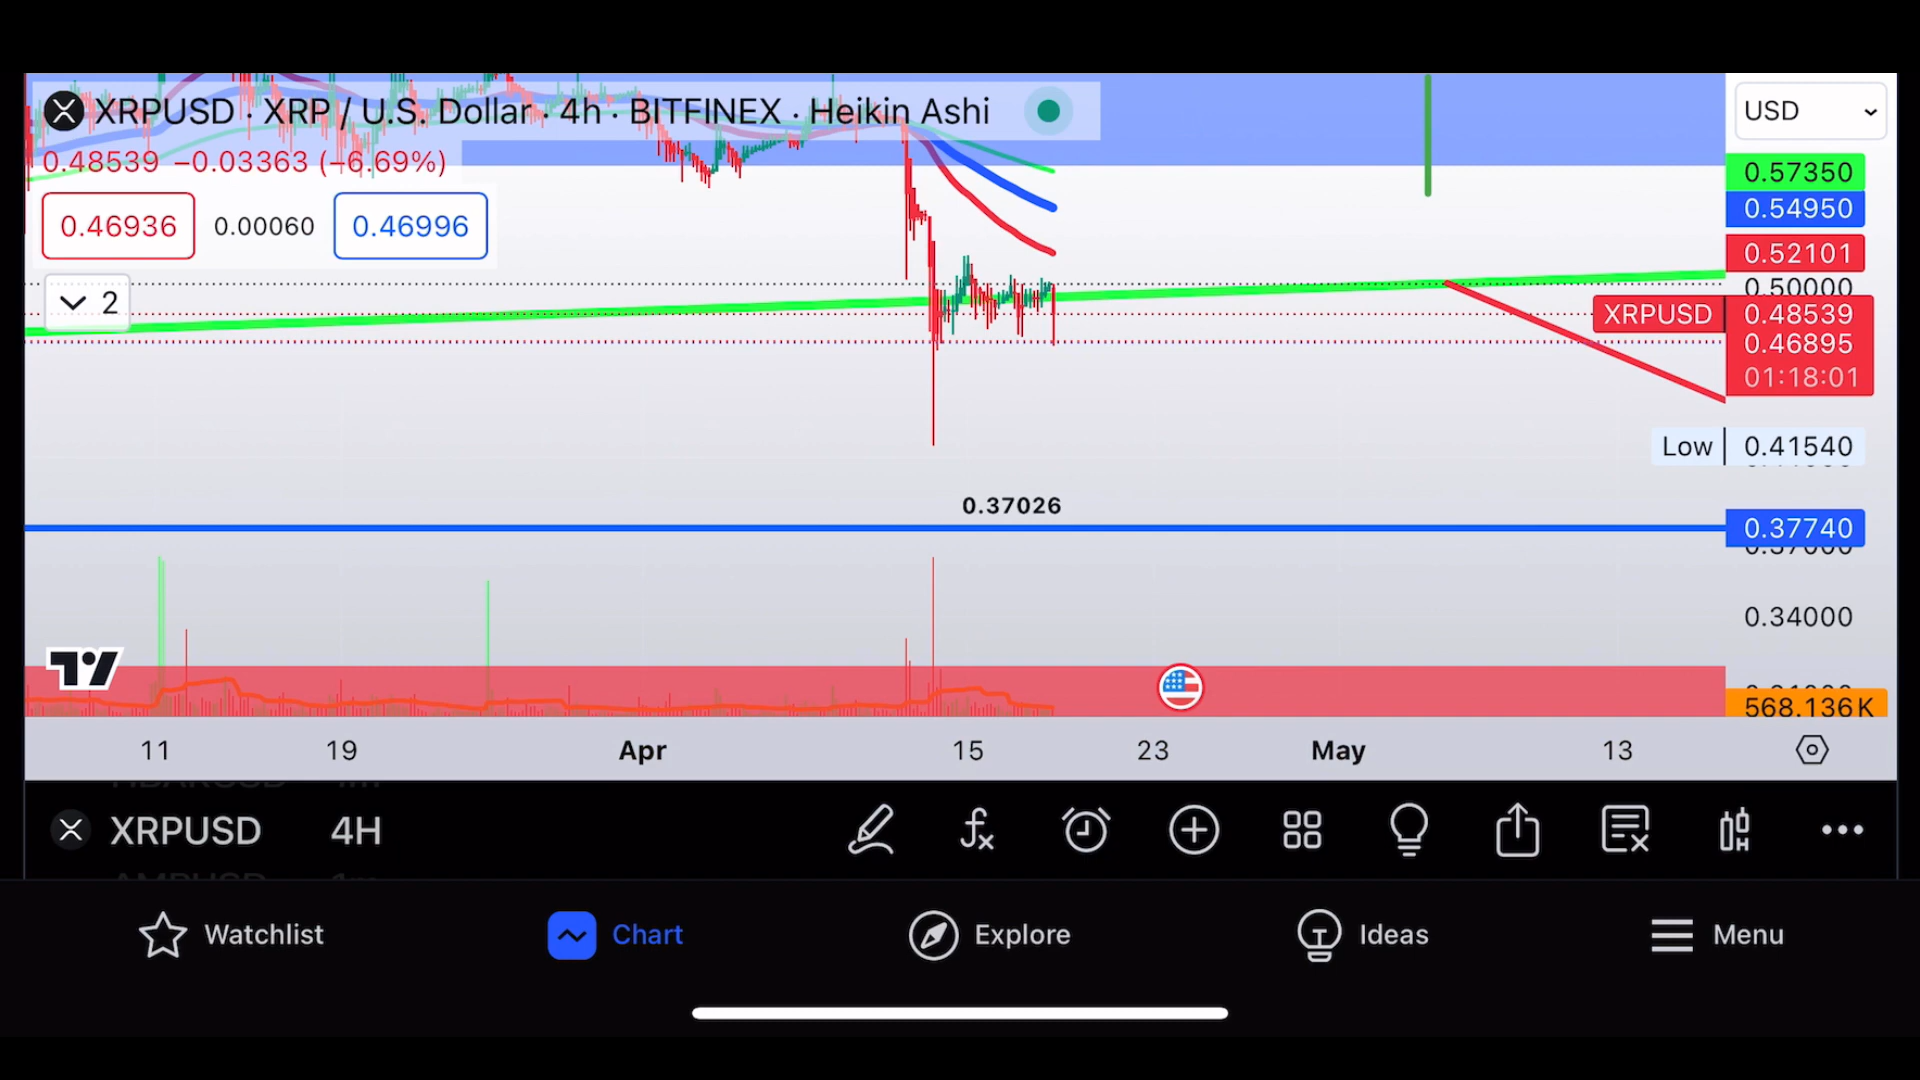 XRPUSD · XRP / U.S. Dollar · 4h · BITFINEX · Heikin Ashi
USD
0.48539 −0.03363 (−6.69%)
0.57350
0.46936
0.00060
0.46996
0.54950
0.52101
2
0.50000
XRPUSD
0.48539
0.46895
01:18:01
Low
0.41540
0.37026
0.37740
0.37000
0.34000
568.136K
11
19
Apr
15
23
May
13
XRPUSD
4H
Watchlist
Chart
Explore
Ideas
Menu